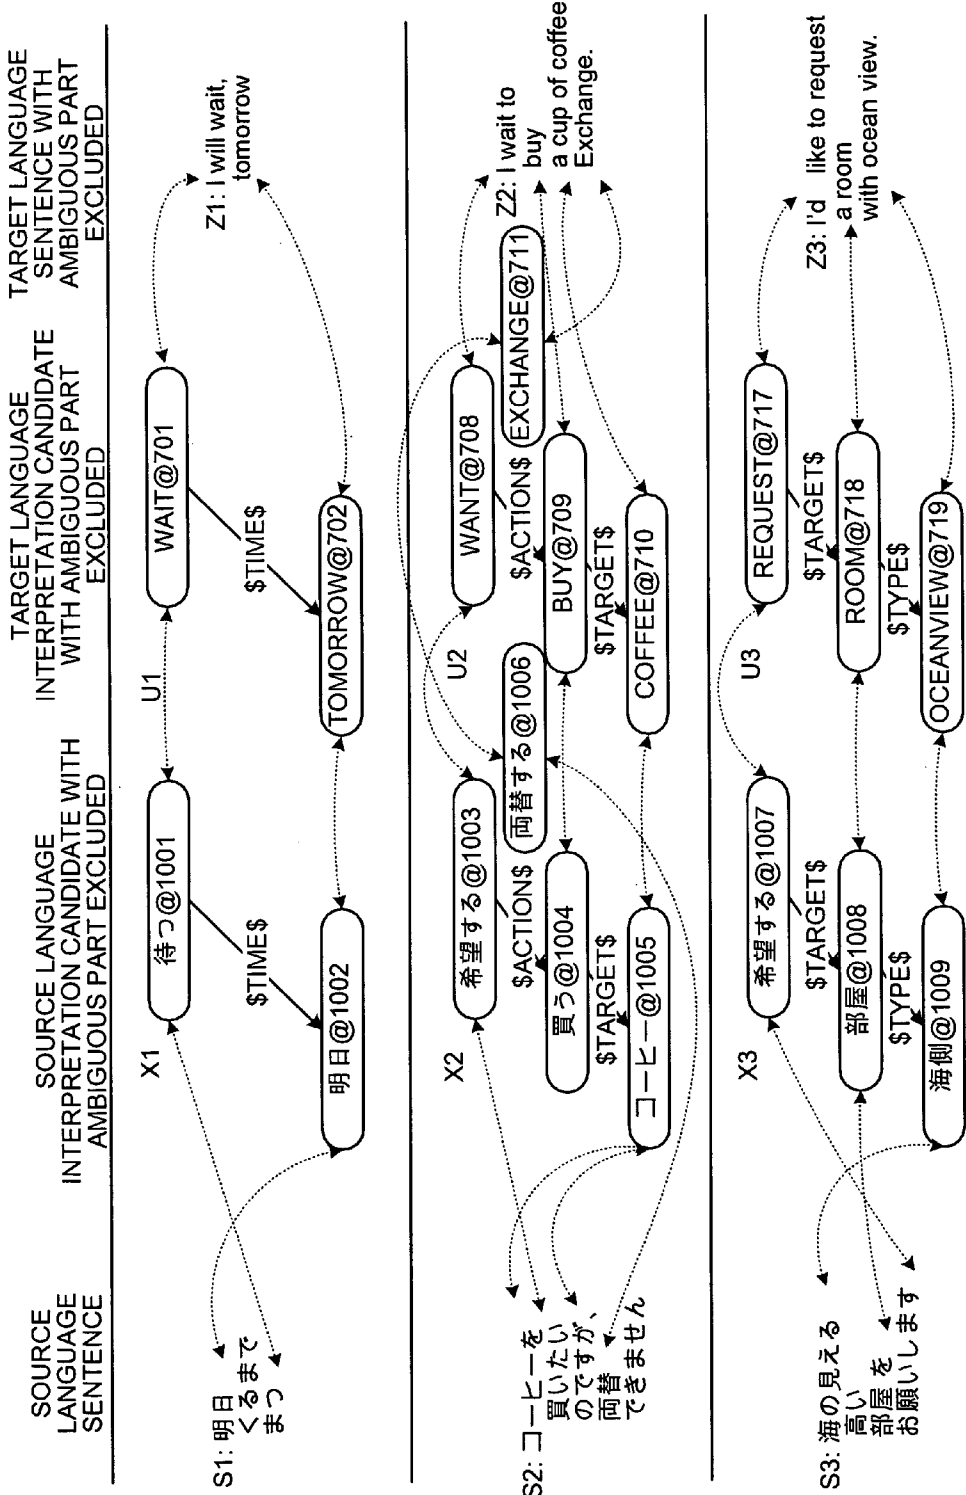 SOURCE
LANGUAGE
SENTENCE
SOURCE LANGUAGE
INTERPRETATION CANDIDATE WITH
AMBIGUOUS PART EXCLUDED
TARGET LANGUAGE
INTERPRETATION CANDIDATE
WITH AMBIGUOUS PART
EXCLUDED
TARGET LANGUAGE
SENTENCE WITH
AMBIGUOUS PART
EXCLUDED
S1: 明日
くるまで
まつ
X1
待つ@1001
$TIME$
明日@1002
U1
WAIT@701
$TIME$
TOMORROW@702
Z1: I will wait,
tomorrow
S2: コーヒーを
買いたい
のですが、
両替
できません
X2
希望する@1003
両替する@1006
$ACTION$
買う@1004
$TARGET$
コーヒー@1005
U2
WANT@708
EXCHANGE@711
$ACTION$
BUY@709
$TARGET$
COFFEE@710
Z2: I wait to
buy
a cup of coffee
Exchange.
S3: 海の見える
高い
部屋 を
お願いします
X3
希望する@1007
$TARGET$
部屋@1008
$TYPE$
海側@1009
U3
REQUEST@717
$TARGET$
ROOM@718
$TYPE$
OCEANVIEW@719
Z3: I'd like to request
a room
with ocean view.